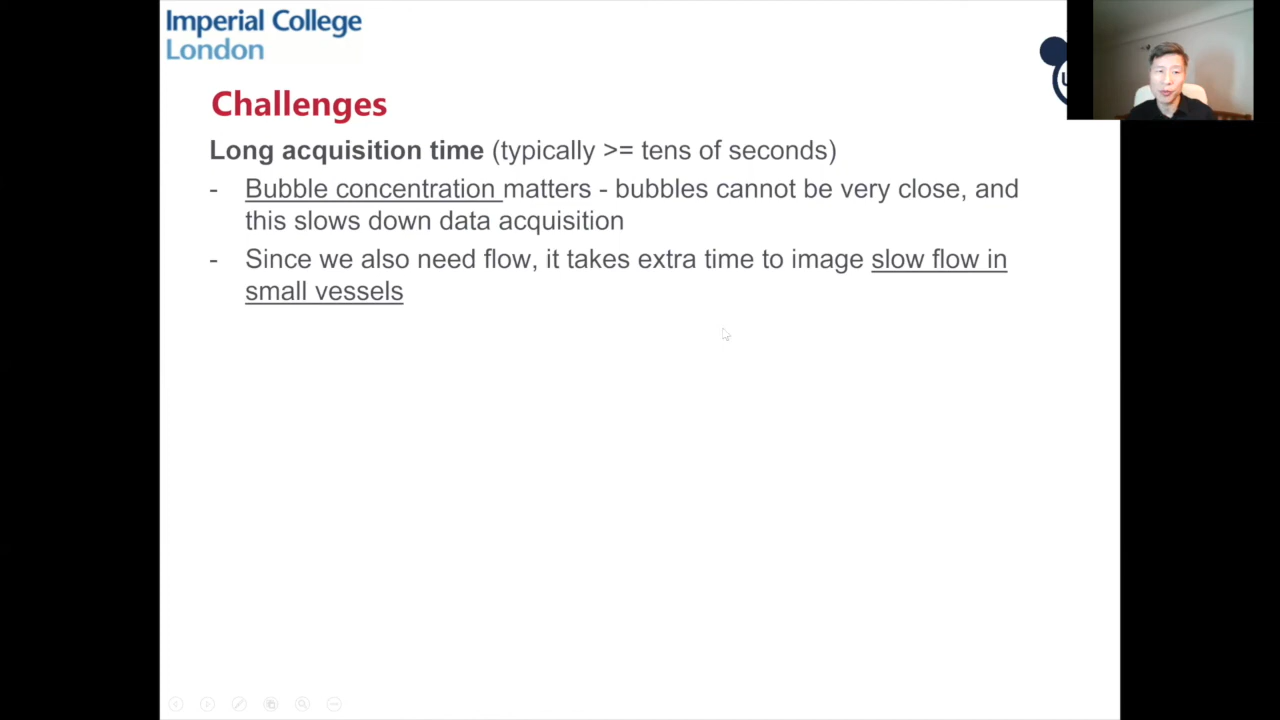 Imperial College
London
Challenges
Long acquisition time (typically >= tens of seconds)
- Bubble concentration matters - bubbles cannot be very close, and
this slows down data acquisition
- Since we also need flow, it takes extra time to image slow flow in
small vessels